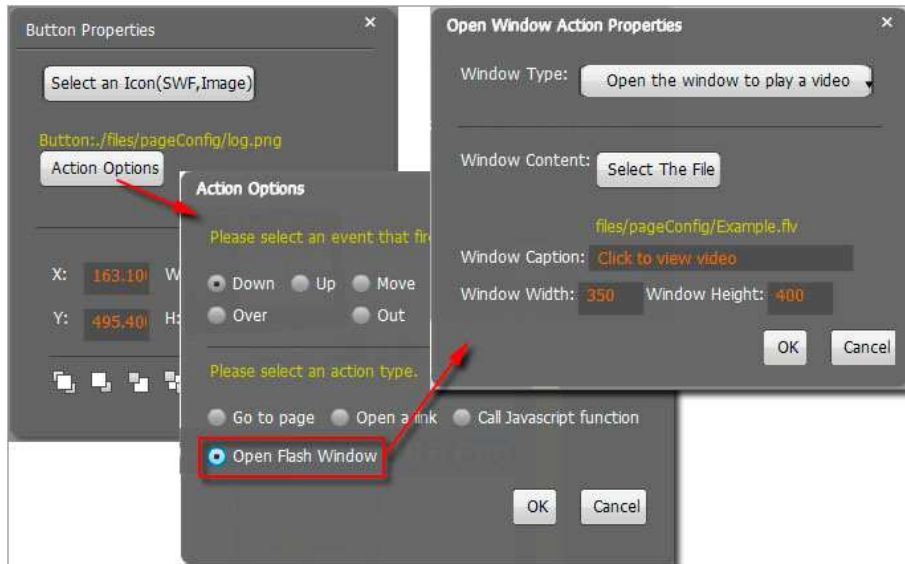 Button Properties
Select an Icon(SWF,Image)
Button:./files/pageConfig/log.png
Action Options
X: 163.10 W
Y: 495.40 H:
Action Options
Please select an event that fir
Down Up Move
Over Out
Please select an action type.
Go to page Open a link Call Javascript function
Open Flash Window
OK Cancel
Open Window Action Properties
Window Type: Open the window to play a video
Window Content: Select The File
files/pageConfig/Example.flv
Window Caption: Click to view video
Window Width: 350 Window Height: 400
OK Cancel